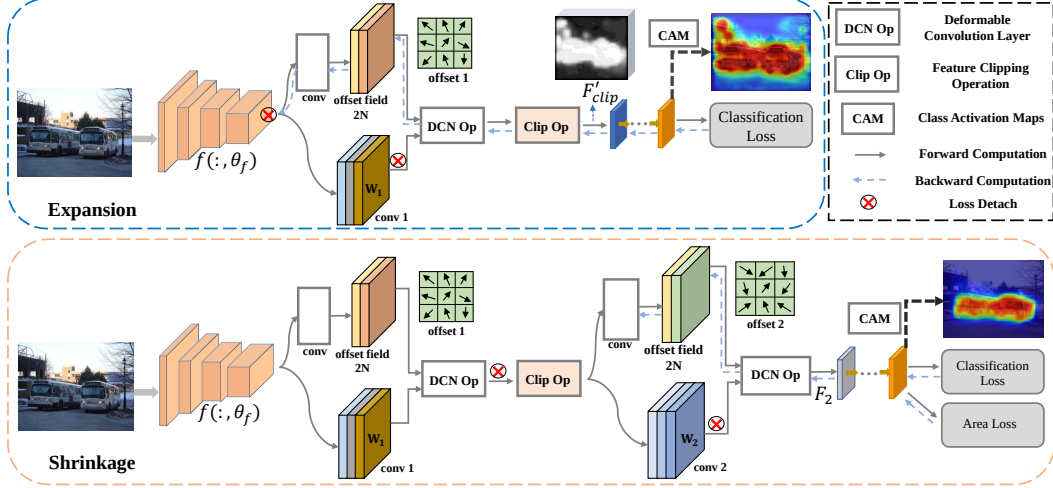 conv
offset field
2N
offset 1
f(:, θ_f)
W₁
conv 1
DCN Op
Clip Op
F′_clip
CAM
Classification
Loss
Expansion
DCN Op
Deformable
Convolution Layer
Clip Op
Feature Clipping
Operation
CAM
Class Activation Maps
Forward Computation
Backward Computation
Loss Detach
conv
offset field
2N
offset 1
f(:, θ_f)
W₁
conv 1
DCN Op
Clip Op
conv
offset field
2N
offset 2
W₂
conv 2
DCN Op
F₂
CAM
Classification
Loss
Area Loss
Shrinkage